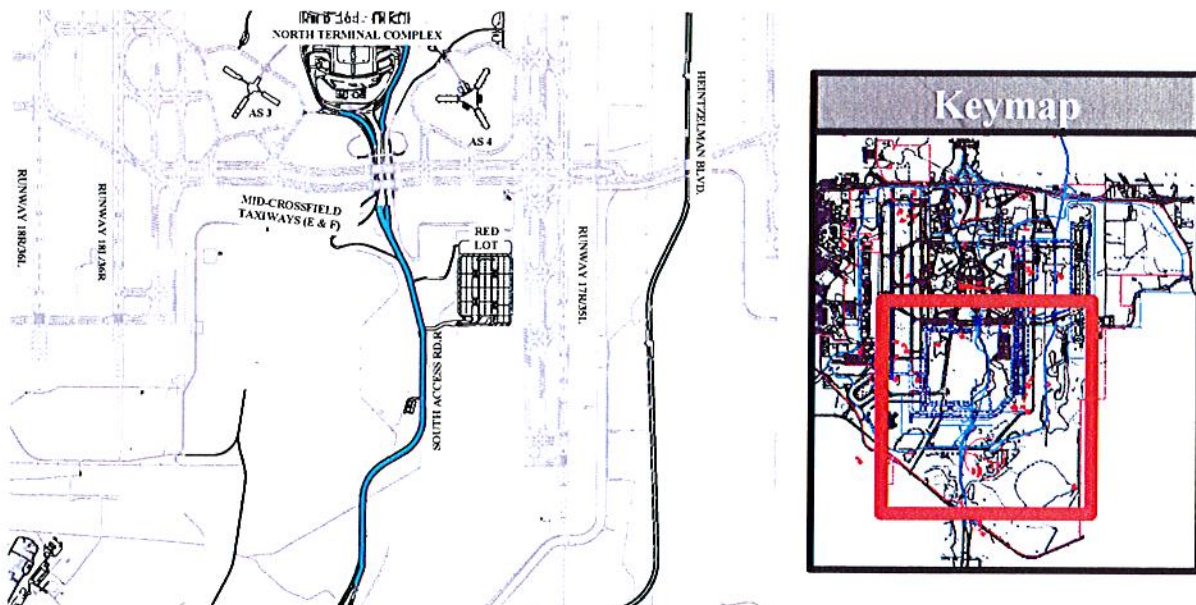 NORTH TERMINAL COMPLEX
AS 3
AS 4
HEINTZELMAN BLVD.
MID-CROSSFIELD
TAXIWAYS (E & F)
RED
LOT
RUNWAY 18R/36L
RUNWAY 18L/36R
RUNWAY 17R/35L
SOUTH ACCESS RD.
Keymap